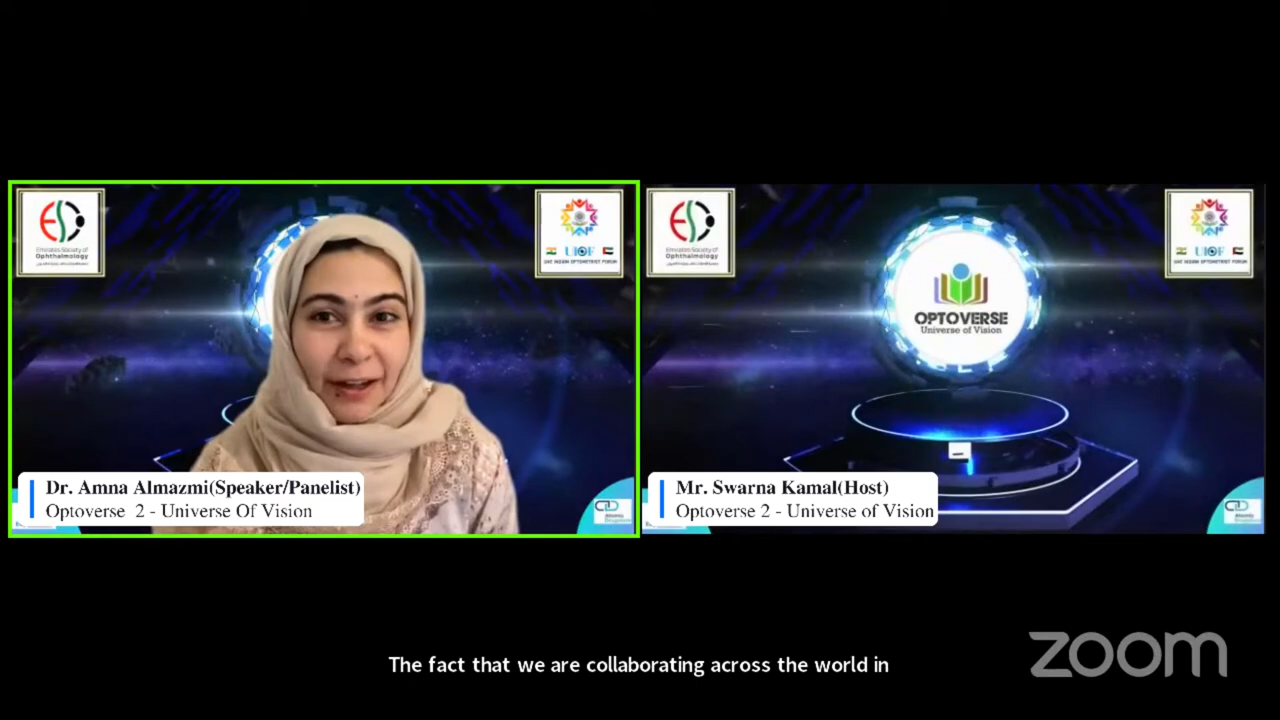 Emirates Society of
Ophthalmology
UIOF
UAE INDIAN OPTOMETRIST FORUM
Dr. Amna Almazmi(Speaker/Panelist)
Optoverse 2 - Universe Of Vision
Emirates Society of
Ophthalmology
OPTOVERSE
Universe of Vision
UIOF
UAE INDIAN OPTOMETRIST FORUM
Mr. Swarna Kamal(Host)
Optoverse 2 - Universe of Vision
The fact that we are collaborating across the world in
zoom